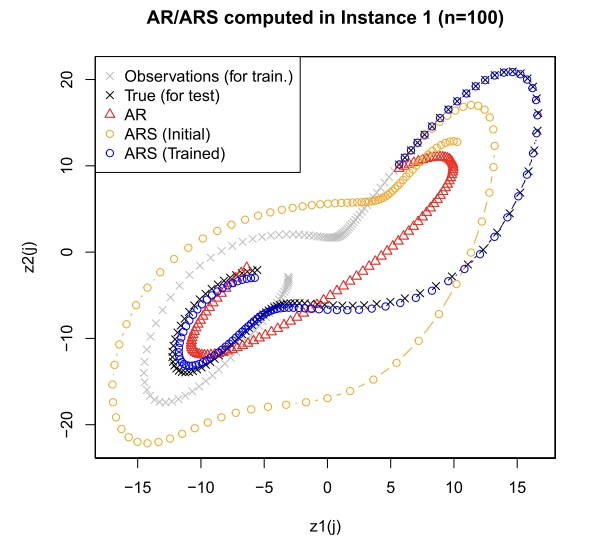 AR/ARS computed in Instance 1 (n=100)
Observations (for train.)
True (for test)
AR
ARS (Initial)
ARS (Trained)
20
10
0
−10
−20
z2(j)
−15 −10 −5 0 5 10 15
z1(j)